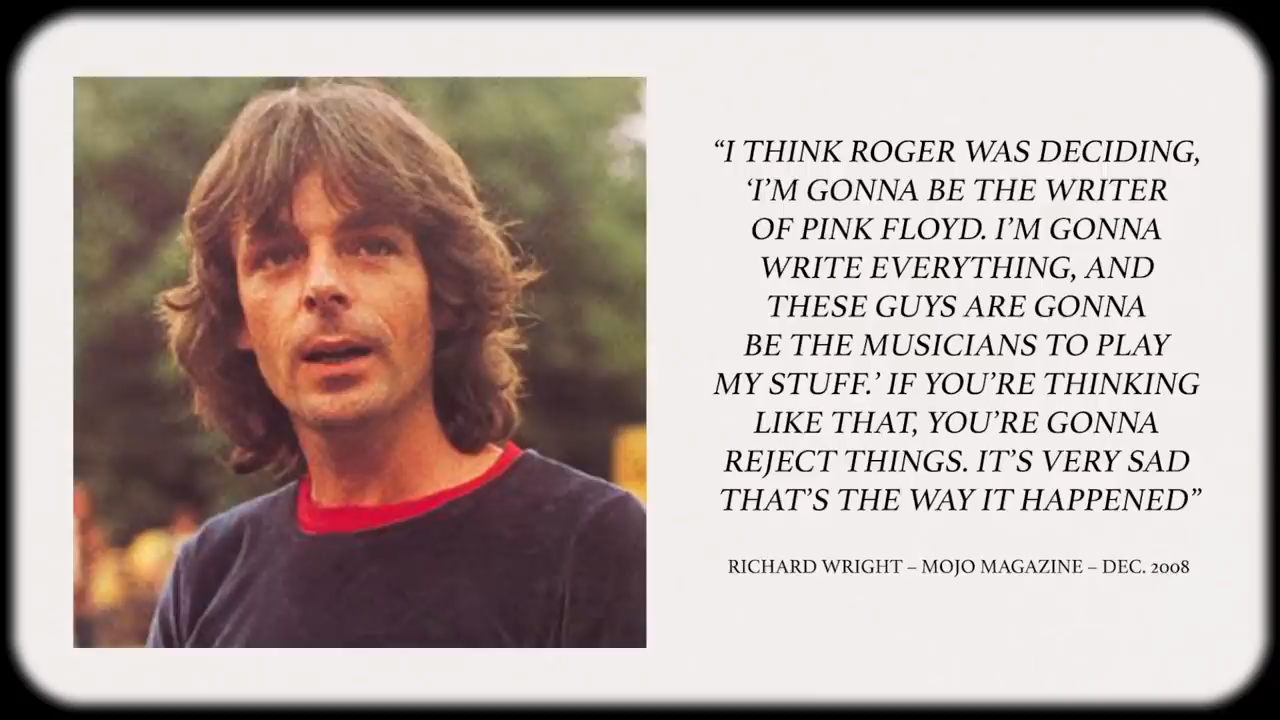 “I THINK ROGER WAS DECIDING,
‘I’M GONNA BE THE WRITER
OF PINK FLOYD. I’M GONNA
WRITE EVERYTHING, AND
THESE GUYS ARE GONNA
BE THE MUSICIANS TO PLAY
MY STUFF.’ IF YOU’RE THINKING
LIKE THAT, YOU’RE GONNA
REJECT THINGS. IT’S VERY SAD
THAT’S THE WAY IT HAPPENED”
RICHARD WRIGHT – MOJO MAGAZINE – DEC. 2008